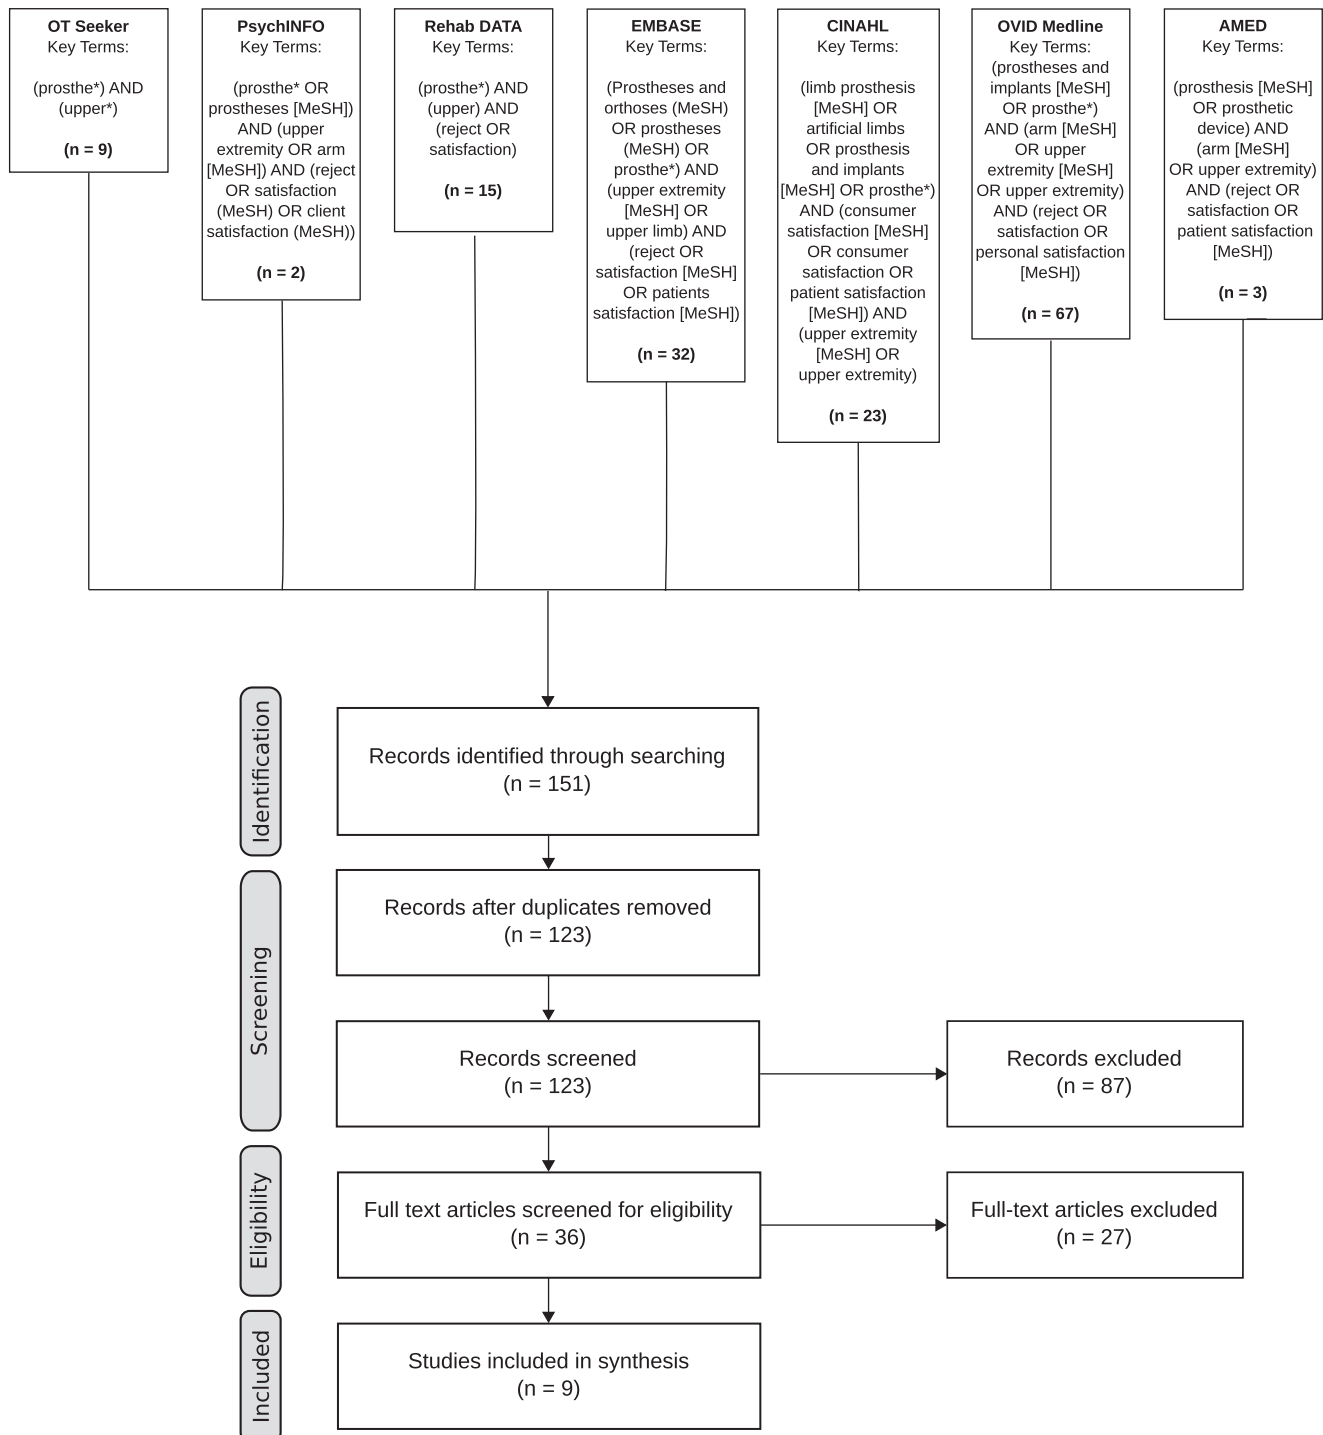 OT Seeker
Key Terms:
(prosthe*) AND
(upper*)
(n = 9)
PsychINFO
Key Terms:
(prosthe* OR
prostheses [MeSH])
AND (upper
extremity OR arm
[MeSH]) AND (reject
OR satisfaction
(MeSH) OR client
satisfaction (MeSH))
(n = 2)
Rehab DATA
Key Terms:
(prosthe*) AND
(upper) AND
(reject OR
satisfaction)
(n = 15)
EMBASE
Key Terms:
(Prostheses and
orthoses (MeSH)
OR prostheses
(MeSH) OR
prosthe*) AND
(upper extremity
[MeSH] OR
upper limb) AND
(reject OR
satisfaction [MeSH]
OR patients
satisfaction [MeSH])
(n = 32)
CINAHL
Key Terms:
(limb prosthesis
[MeSH] OR
artificial limbs
OR prosthesis
and implants
[MeSH] OR prosthe*)
AND (consumer
satisfaction [MeSH]
OR consumer
satisfaction OR
patient satisfaction
[MeSH]) AND
(upper extremity
[MeSH] OR
upper extremity)
(n = 23)
OVID Medline
Key Terms:
(prostheses and
implants [MeSH]
OR prosthe*)
AND (arm [MeSH]
OR upper
extremity [MeSH]
OR upper extremity)
AND (reject OR
satisfaction OR
personal satisfaction
[MeSH])
(n = 67)
AMED
Key Terms:
(prosthesis [MeSH]
OR prosthetic
device) AND
(arm [MeSH]
OR upper extremity)
AND (reject OR
satisfaction OR
patient satisfaction
[MeSH])
(n = 3)
Identification
Records identified through searching
(n = 151)
Screening
Records after duplicates removed
(n = 123)
Records screened
(n = 123)
Records excluded
(n = 87)
Eligibility
Full text articles screened for eligibility
(n = 36)
Full-text articles excluded
(n = 27)
Included
Studies included in synthesis
(n = 9)